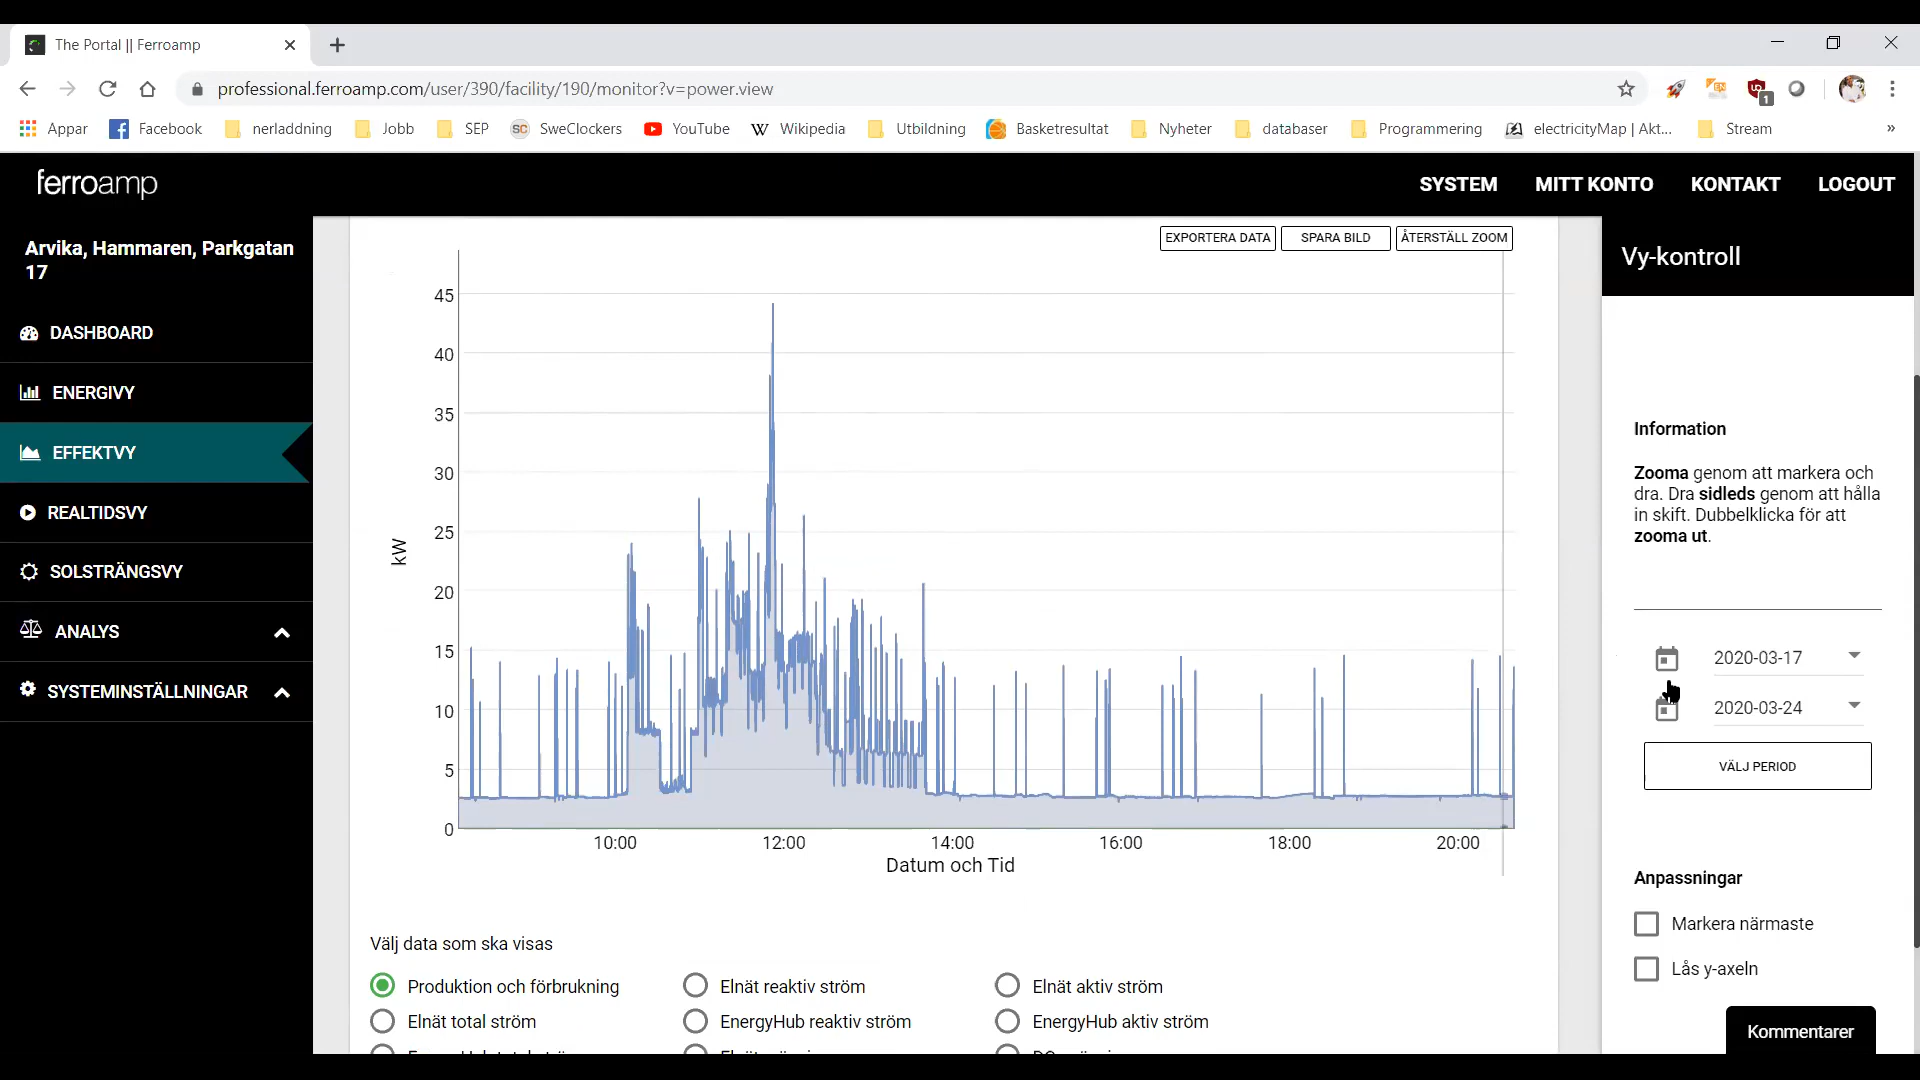 The Portal || Ferroamp
professional.ferroamp.com/user/390/facility/190/monitor?v=power.view
EN
UD
1
Appar
Facebook
nerladdning
Jobb
SEP
SC
SweClockers
YouTube
W
Wikipedia
Utbildning
Basketresultat
Nyheter
databaser
Programmering
electricityMap | Akt...
Stream
»
ferroamp
SYSTEM
MITT KONTO
KONTAKT
LOGOUT
Arvika, Hammaren, Parkgatan
17
DASHBOARD
ENERGIVY
EFFEKTVY
REALTIDSVY
SOLSTRÄNGSVY
ANALYS
SYSTEMINSTÄLLNINGAR
EXPORTERA DATA
SPARA BILD
ÅTERSTÄLL ZOOM
45
40
35
30
25
20
15
10
5
0
kW
10:00
12:00
14:00
16:00
18:00
20:00
Datum och Tid
Välj data som ska visas
Produktion och förbrukning
Elnät reaktiv ström
Elnät aktiv ström
Elnät total ström
EnergyHub reaktiv ström
EnergyHub aktiv ström
Vy-kontroll
Information
Zooma genom att markera och
dra. Dra sidleds genom att hålla
in skift. Dubbelklicka för att
zooma ut.
2020-03-17
2020-03-24
VÄLJ PERIOD
Anpassningar
Markera närmaste
Lås y-axeln
Kommentarer